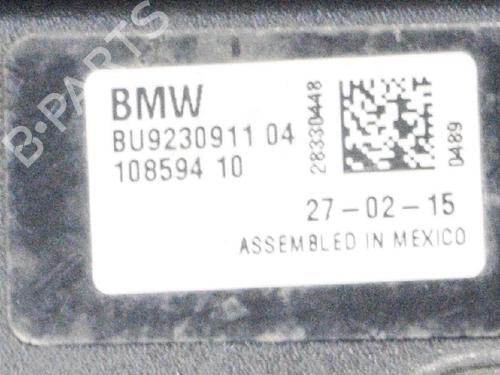 B-PARTS
BMW
BU9230911 04
108594 10
28330448
0489
27-02-15
ASSEMBLED IN MEXICO